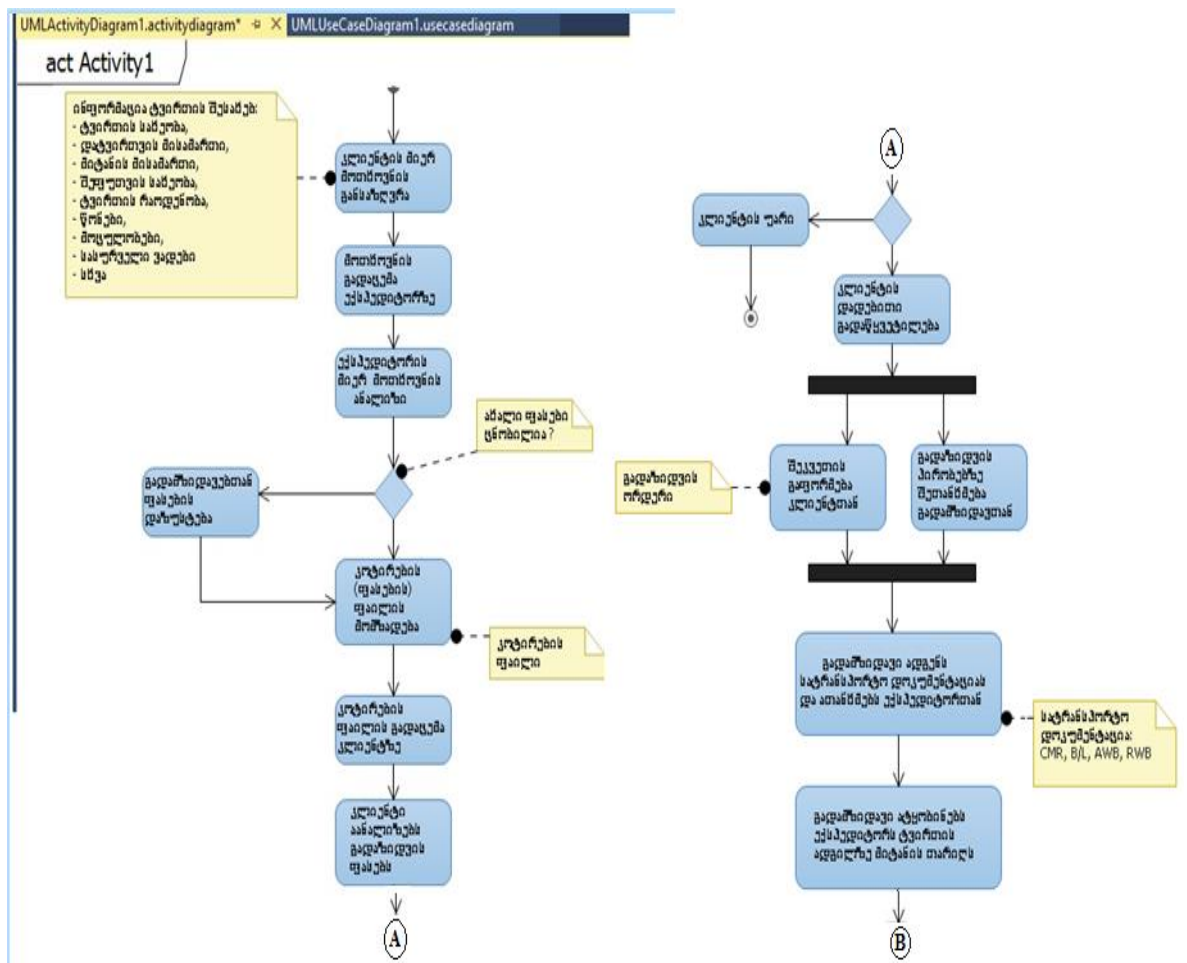 UMLActivityDiagram1.activitydiagram*
UMLUseCaseDiagram1.usecasediagram
act Activity1
ინფორმაცია ტვირთის შესახებ:
- ტვირთის სახეობა,
- დატვირთვის მისამართი,
- მიტანის მისამართი,
- შეფუთვის სახეობა,
- ტვირთის რაოდენობა,
- წონები,
- მოცულობები,
- სასურველი ვადები
- სხვა
კლიენტის მიერ
მოთხოვნის
განსაზღვრა
მოთხოვნის
გადაცემა
ექსპედიტორზე
ექსპედიტორის
მიერ მოთხოვნის
ანალიზი
ახალი ფასები
ცნობილია?
გადამზიდავებთან
ფასების
დაზუსტება
კოტირების
(ფასების)
ფაილის
მომზადება
კოტირების
ფაილი
კოტირების
ფაილის გადაცემა
კლიენტზე
კლიენტი
აანალიზებს
გადაზიდვის
ფასებს
A
A
კლიენტის უარი
კლიენტის
დადებითი
გადაწყვეტილება
გადაზიდვის
ორდერი
შეკვეთის
გაფორმება
კლიენტთან
გადაზიდვის
პირობებზე
შეთანხმება
გადამზიდავთან
გადამზიდავი ადგენს
სატრანსპორტო დოკუმენტაციას
და ათანხმებს ექსპედიტორთან
სატრანსპორტო
დოკუმენტაცია:
CMR, B/L, AWB, RWB
გადამზიდავი ატყობინებს
ექსპედიტორს ტვირთის
ადგილზე მიტანის თარიღს
B